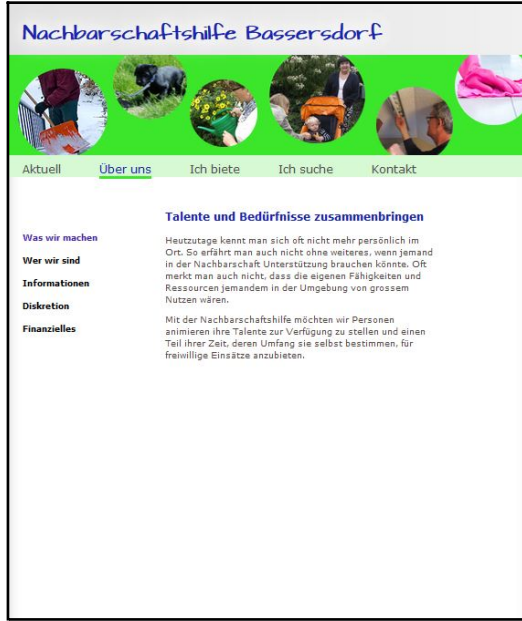 Nachbarschaftshilfe Bassersdorf
Aktuell Über uns Ich biete Ich suche Kontakt
Was wir machen
Wer wir sind
Informationen
Diskretion
Finanzielles
Talente und Bedürfnisse zusammenbringen
Heutzutage kennt man sich oft nicht mehr persönlich im
Ort. So erfährt man auch nicht ohne weiteres, wenn jemand
in der Nachbarschaft Unterstützung brauchen könnte. Oft
merkt man auch nicht, dass die eigenen Fähigkeiten und
Ressourcen jemandem in der Umgebung von grossem
Nutzen wären.
Mit der Nachbarschaftshilfe möchten wir Personen
animieren ihre Talente zur Verfügung zu stellen und einen
Teil ihrer Zeit, deren Umfang sie selbst bestimmen, für
freiwillige Einsätze anzubieten.